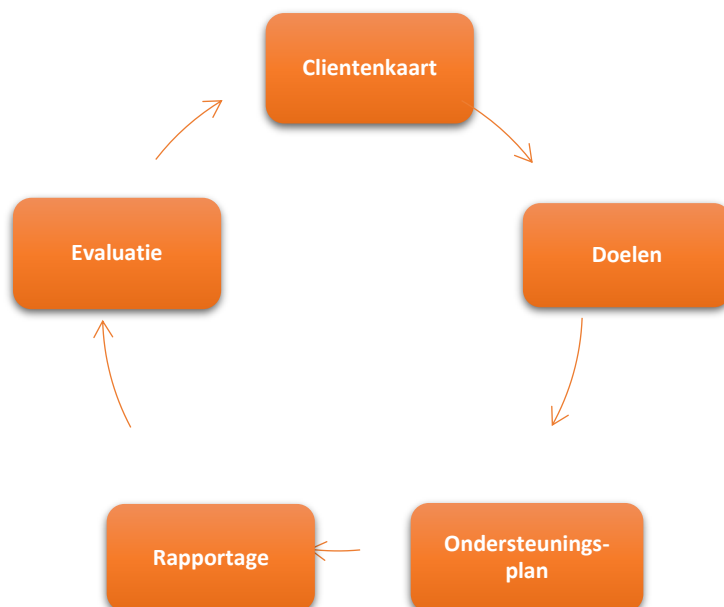 Clientenkaart
Doelen
Ondersteunings-
plan
Rapportage
Evaluatie